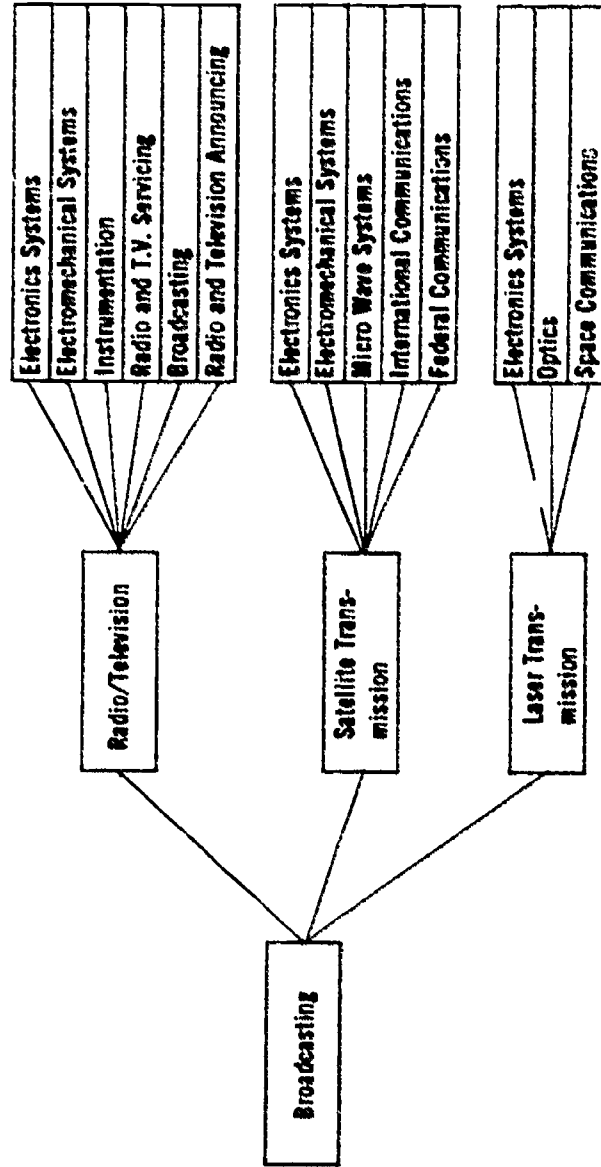 Broadcasting
Radio/Television
Electronics Systems
Electromechanical Systems
Instrumentation
Radio and T.V. Servicing
Broadcasting
Radio and Television Announcing
Satellite Trans-
mission
Electronics Systems
Electromechanical Systems
Micro Wave Systems
International Communications
Federal Communications
Laser Trans-
mission
Electronics Systems
Optics
Space Communications